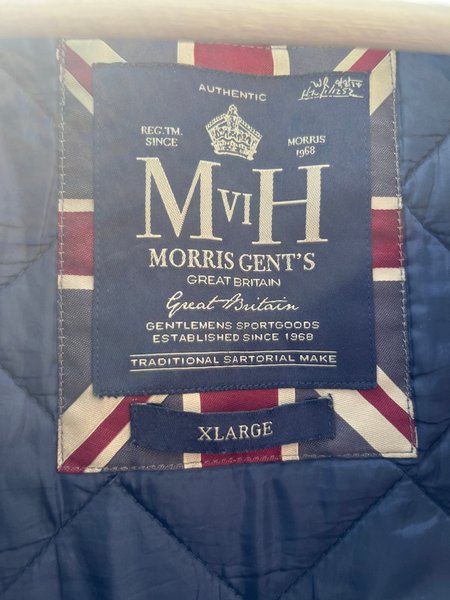 AUTHENTIC
REG.TM.
SINCE
MORRIS
1968
MVIH
MORRIS GENT'S
GREAT BRITAIN
Great Britain
GENTLEMENS SPORTGOODS
ESTABLISHED SINCE 1968
TRADITIONAL SARTORIAL MAKE
XLARGE